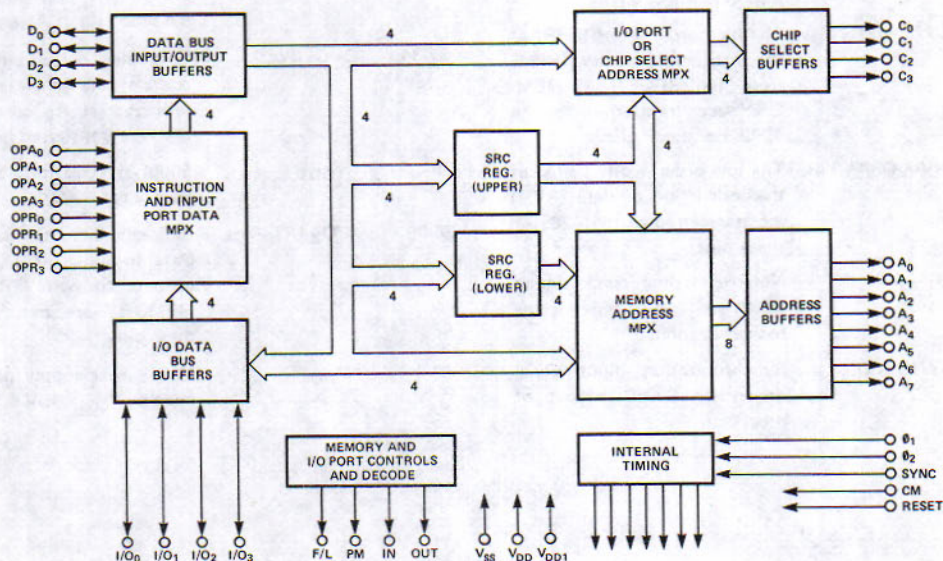 D0
D1
D2
D3
DATA BUS
INPUT/OUTPUT
BUFFERS
4
I/O PORT
OR
CHIP SELECT
ADDRESS MPX
4
CHIP
SELECT
BUFFERS
C0
C1
C2
C3
4
4
OPA0
OPA1
OPA2
OPA3
OPR0
OPR1
OPR2
OPR3
INSTRUCTION
AND INPUT
PORT DATA
MPX
4
SRC
REG.
(UPPER)
4
4
4
SRC
REG.
(LOWER)
4
4
MEMORY
ADDRESS
MPX
8
ADDRESS
BUFFERS
A0
A1
A2
A3
A4
A5
A6
A7
I/O DATA
BUS
BUFFERS
4
MEMORY AND
I/O PORT CONTROLS
AND DECODE
INTERNAL
TIMING
Ø1
Ø2
SYNC
CM
RESET
I/O0
I/O1
I/O2
I/O3
F/L
PM
IN
OUT
VSS
VDD
VDD1